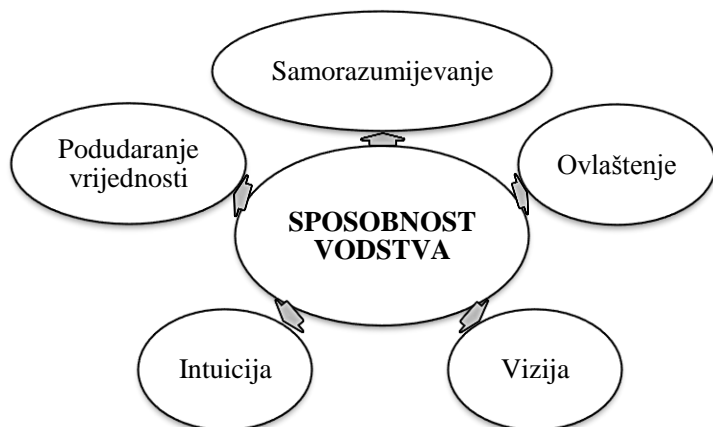 Samorazumijevanje
Podudaranje
vrijednosti
Ovlaštenje
SPOSOBNOST
VODSTVA
Intuicija
Vizija